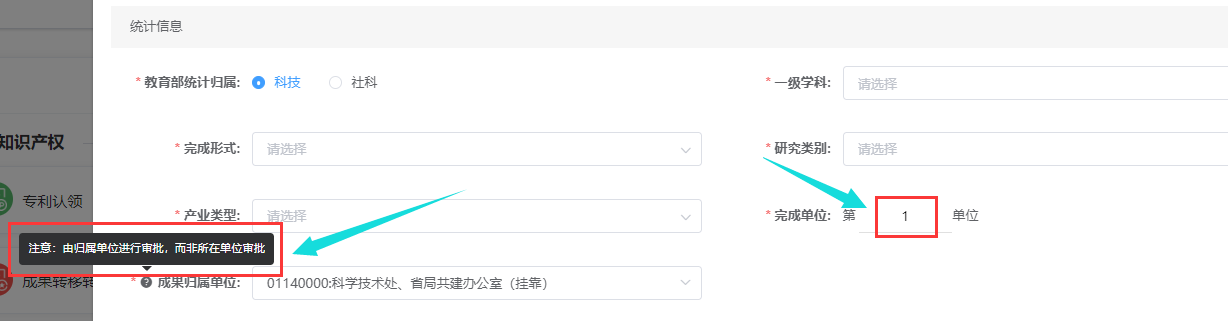 统计信息
* 教育部统计归属: 科技 社科
* 一级学科: 请选择
知识产权
* 完成形式: 请选择
* 研究类别: 请选择
专利认领
* 产业类型: 请选择
* 完成单位: 第 1 单位
注意：由归属单位进行审批，而非所在单位审批
成果转移转
* ? 成果归属单位: 01140000:科学技术处、省局共建办公室（挂靠）